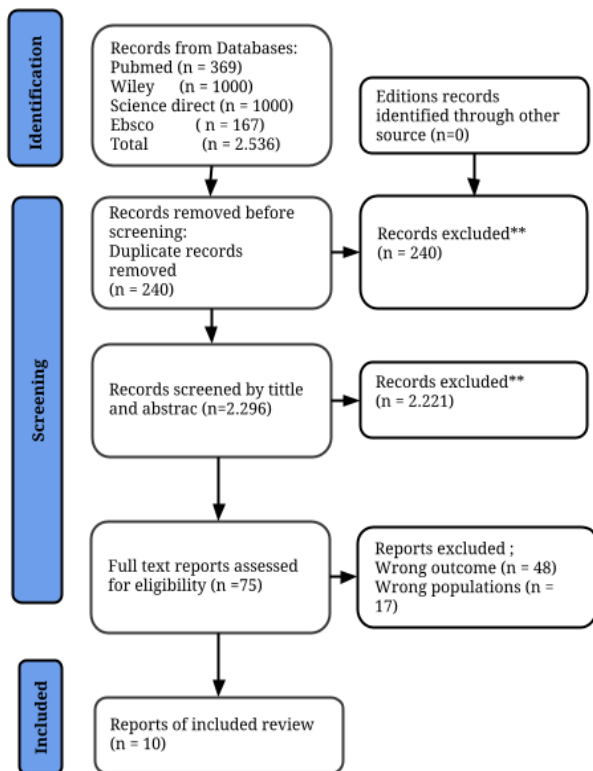 Identification
Records from Databases:
Pubmed (n = 369)
Wiley (n = 1000)
Science direct (n = 1000)
Ebsco ( n = 167)
Total (n = 2.536)
Editions records
identified through other
source (n=0)
Screening
Records removed before
screening:
Duplicate records
removed
(n = 240)
Records excluded**
(n = 240)
Records screened by tittle
and abstrac (n=2.296)
Records excluded**
(n = 2.221)
Full text reports assessed
for eligibility (n =75)
Reports excluded ;
Wrong outcome (n = 48)
Wrong populations (n =
17)
Included
Reports of included review
(n = 10)